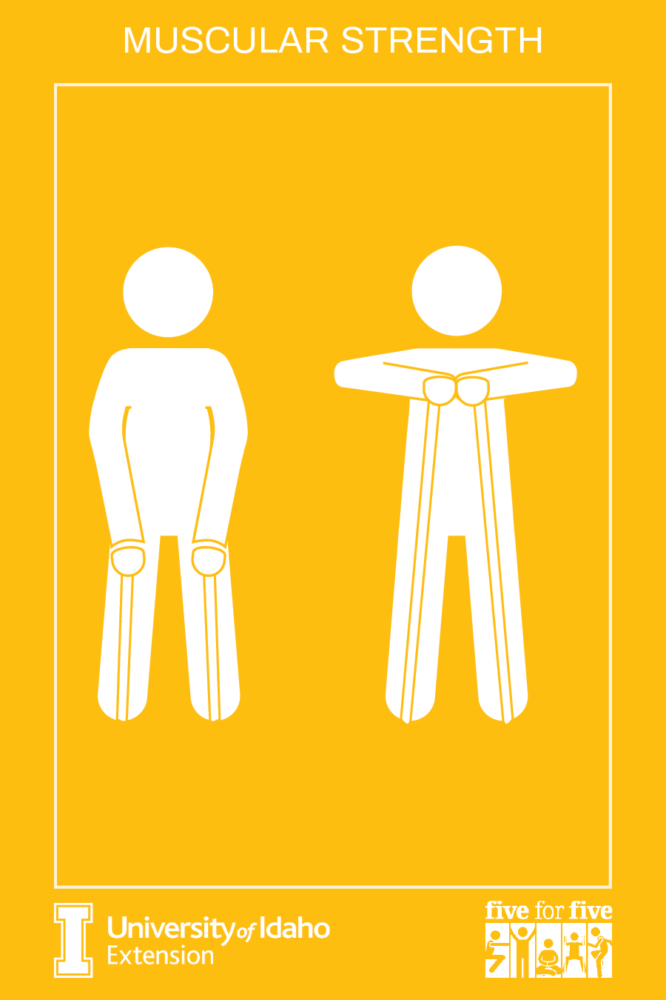 MUSCULAR STRENGTH
University of Idaho
Extension
five for five